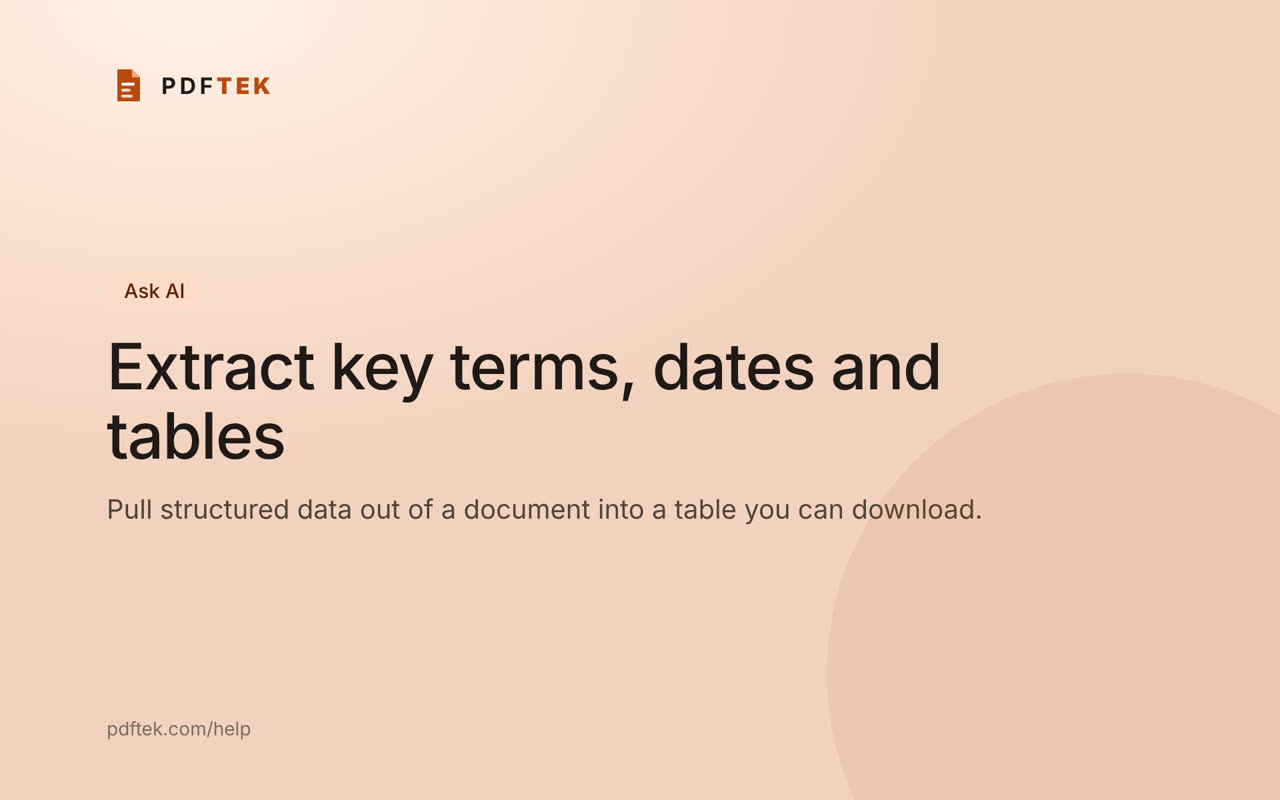 PDFTEK
Ask AI
Extract key terms, dates and
tables
Pull structured data out of a document into a table you can download.
pdftek.com/help